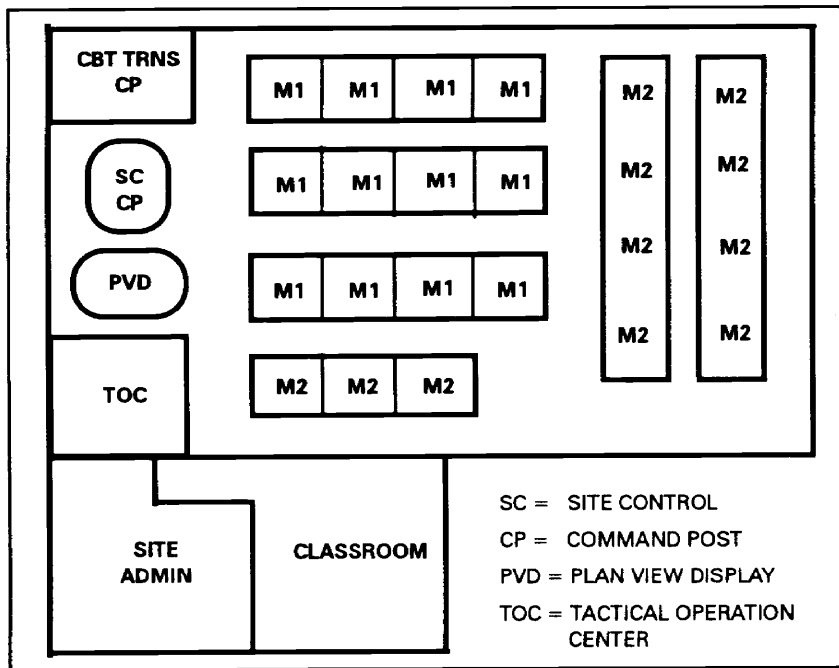 CBT TRNS
CP
SC
CP
PVD
TOC
M1 M1 M1 M1
M1 M1 M1 M1
M1 M1 M1 M1
M2 M2 M2
M2
M2
M2
M2
M2
M2
M2
M2
SITE
ADMIN
CLASSROOM
SC = SITE CONTROL
CP = COMMAND POST
PVD = PLAN VIEW DISPLAY
TOC = TACTICAL OPERATION
CENTER